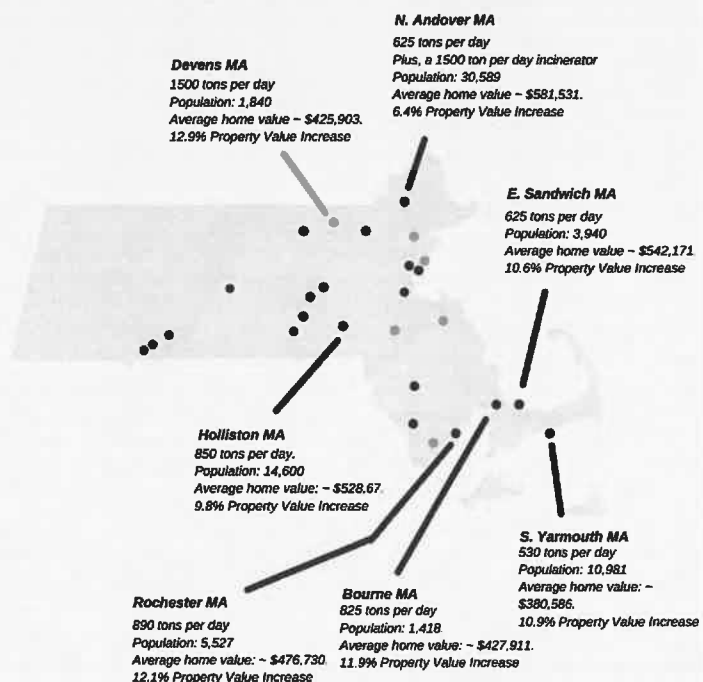 N. Andover MA
625 tons per day
Plus, a 1500 ton per day incinerator
Population: 30,589
Average home value ~ $581,531.
6.4% Property Value Increase
Devens MA
1500 tons per day
Population: 1,840
Average home value ~ $425,903.
12.9% Property Value Increase
E. Sandwich MA
625 tons per day
Population: 3,940
Average home value ~ $542,171
10.6% Property Value Increase
Holliston MA
850 tons per day.
Population: 14,600
Average home value: ~ $528.67.
9.8% Property Value Increase
S. Yarmouth MA
530 tons per day
Population: 10,981
Average home value: ~
$380,586.
10.9% Property Value Increase
Rochester MA
890 tons per day
Population: 5,527
Average home value: ~ $476,730.
12.1% Property Value Increase
Bourne MA
825 tons per day
Population: 1,418.
Average home value: ~ $427,911.
11.9% Property Value Increase